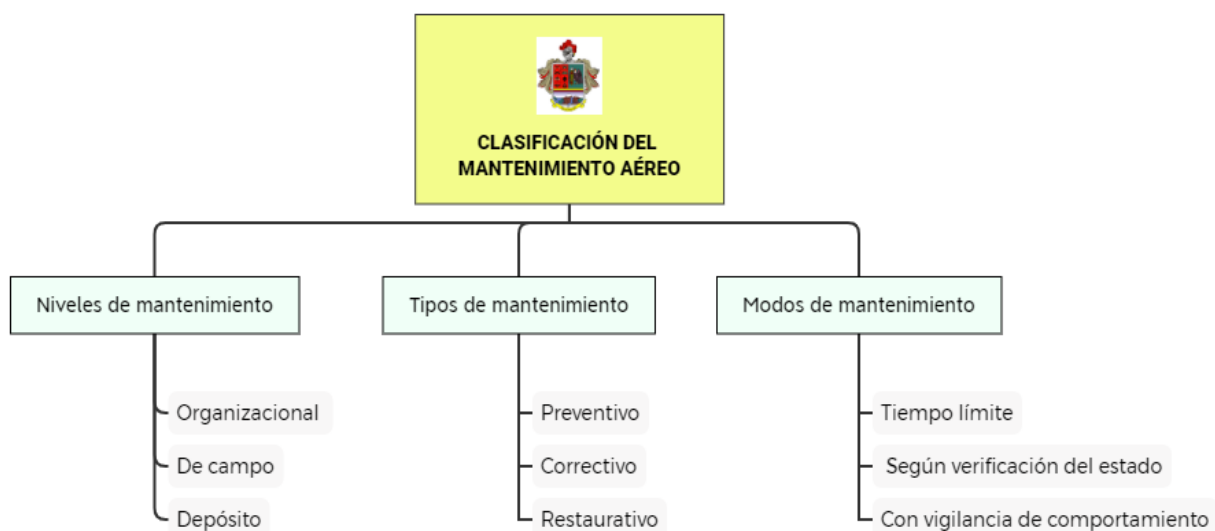 CLASIFICACIÓN DEL
MANTENIMIENTO AÉREO
Niveles de mantenimiento
Organizacional
De campo
Depósito
Tipos de mantenimiento
Preventivo
Correctivo
Restaurativo
Modos de mantenimiento
Tiempo límite
Según verificación del estado
Con vigilancia de comportamiento